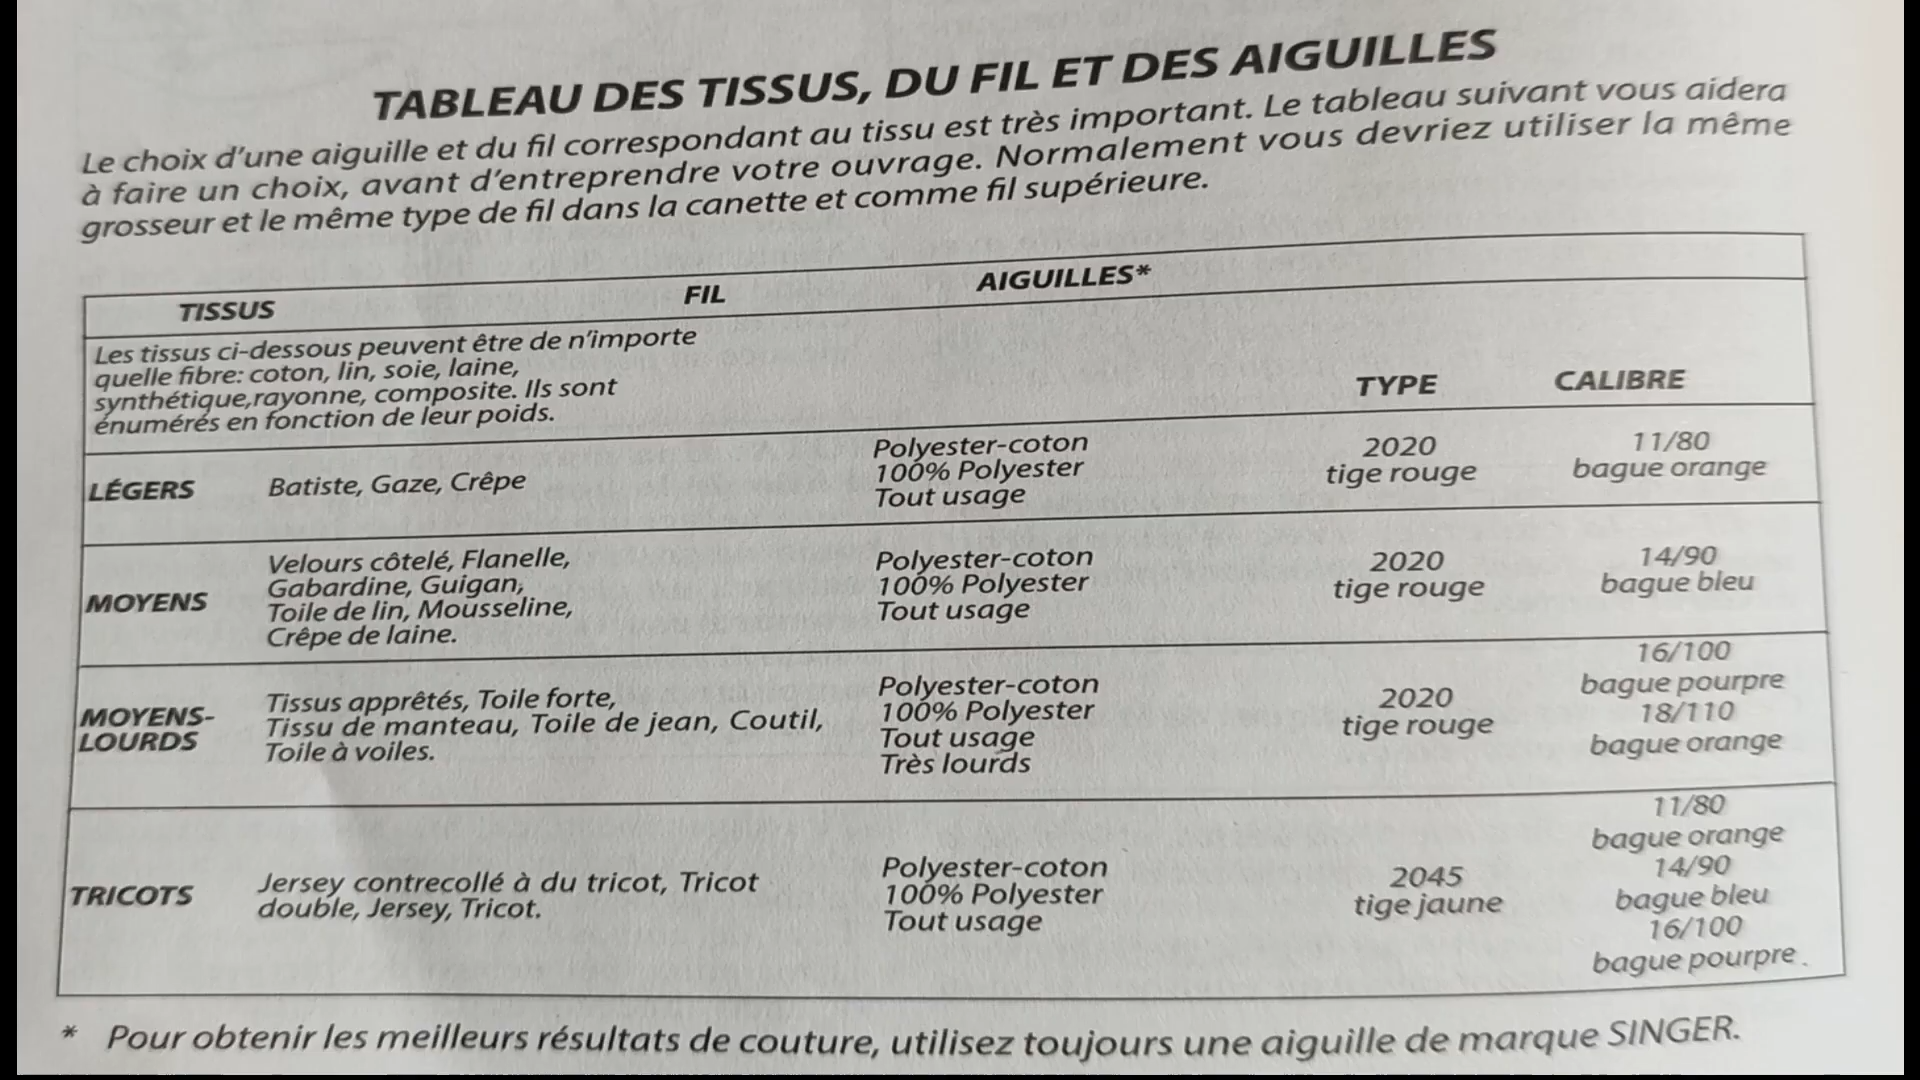 TABLEAU DES TISSUS, DU FIL ET DES AIGUILLES
Le choix d'une aiguille et du fil correspondant au tissu est très important. Le tableau suivant vous aidera
à faire un choix, avant d'entreprendre votre ouvrage. Normalement vous devriez utiliser la même
grosseur et le même type de fil dans la canette et comme fil supérieure.
TISSUS FIL AIGUILLES*
Les tissus ci-dessous peuvent être de n'importe
quelle fibre: coton, lin, soie, laine,
synthétique,rayonne, composite. Ils sont
énumérés en fonction de leur poids.
TYPE CALIBRE
LÉGERS
Batiste, Gaze, Crêpe
Polyester-coton
100% Polyester
Tout usage
2020
tige rouge
11/80
bague orange
MOYENS
Velours côtelé, Flanelle,
Gabardine, Guigan,
Toile de lin, Mousseline,
Crêpe de laine.
Polyester-coton
100% Polyester
Tout usage
2020
tige rouge
14/90
bague bleu
MOYENS-
LOURDS
Tissus apprêtés, Toile forte,
Tissu de manteau, Toile de jean, Coutil,
Toile à voiles.
Polyester-coton
100% Polyester
Tout usage
Très lourds
2020
tige rouge
16/100
bague pourpre
18/110
bague orange
TRICOTS
Jersey contrecollé à du tricot, Tricot
double, Jersey, Tricot.
Polyester-coton
100% Polyester
Tout usage
2045
tige jaune
11/80
bague orange
14/90
bague bleu
16/100
bague pourpre.
* Pour obtenir les meilleurs résultats de couture, utilisez toujours une aiguille de marque SINGER.